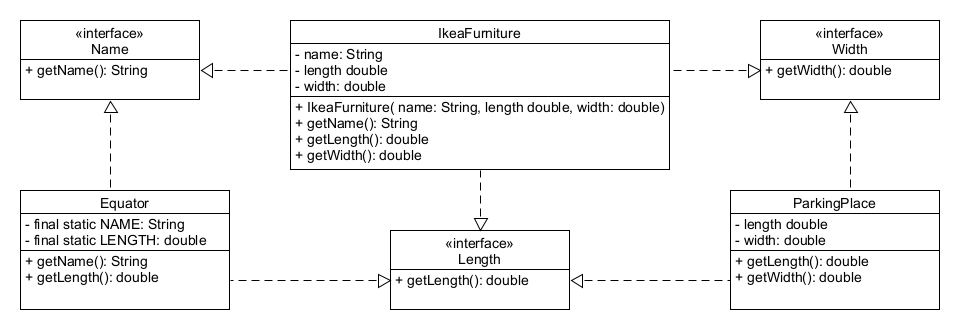 «interface»
Name
+ getName(): String
IkeaFurniture
- name: String
- length double
- width: double
+ IkeaFurniture( name: String, length double, width: double)
+ getName(): String
+ getLength(): double
+ getWidth(): double
«interface»
Width
+ getWidth(): double
Equator
- final static NAME: String
- final static LENGTH: double
+ getName(): String
+ getLength(): double
«interface»
Length
+ getLength(): double
ParkingPlace
- length double
- width: double
+ getLength(): double
+ getWidth(): double